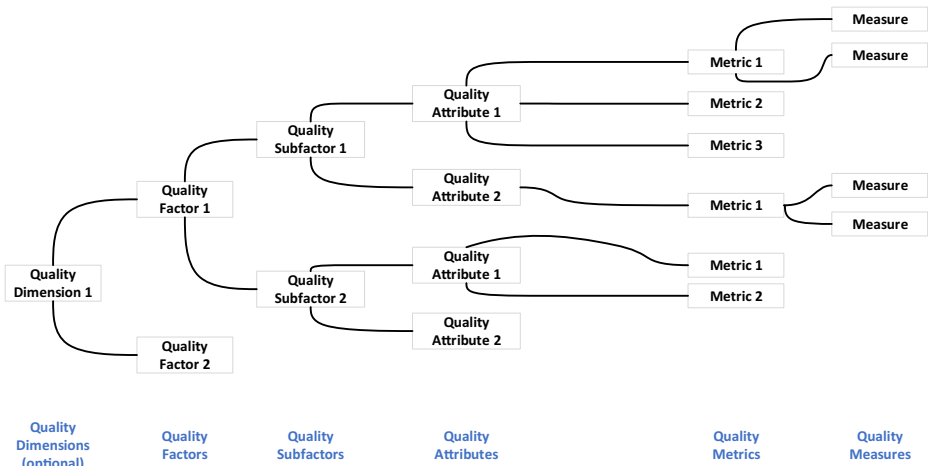 Measure
Measure
Metric 1
Quality
Attribute 1
Metric 2
Quality
Subfactor 1
Metric 3
Quality
Attribute 2
Measure
Quality
Factor 1
Metric 1
Measure
Quality
Attribute 1
Metric 1
Quality
Dimension 1
Quality
Subfactor 2
Metric 2
Quality
Attribute 2
Quality
Factor 2
Quality
Dimensions
(optional)
Quality
Factors
Quality
Subfactors
Quality
Attributes
Quality
Metrics
Quality
Measures